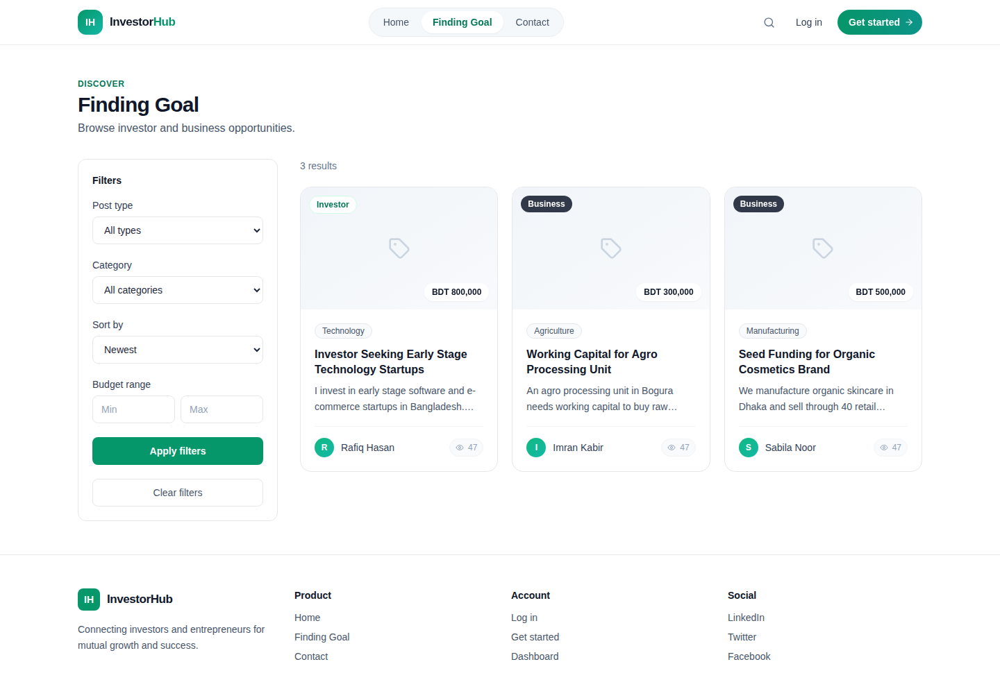 IH InvestorHub
Home Finding Goal Contact
Log in Get started
DISCOVER
Finding Goal
Browse investor and business opportunities.
Filters
Post type
All types
Category
All categories
Sort by
Newest
Budget range
Min Max
Apply filters
Clear filters
3 results
Investor
BDT 800,000
Technology
Investor Seeking Early Stage
Technology Startups
I invest in early stage software and e-
commerce startups in Bangladesh.…
R Rafiq Hasan 47
Business
BDT 300,000
Agriculture
Working Capital for Agro
Processing Unit
An agro processing unit in Bogura
needs working capital to buy raw…
I Imran Kabir 47
Business
BDT 500,000
Manufacturing
Seed Funding for Organic
Cosmetics Brand
We manufacture organic skincare in
Dhaka and sell through 40 retail…
S Sabila Noor 47
IH InvestorHub
Connecting investors and entrepreneurs for
mutual growth and success.
Product
Home
Finding Goal
Contact
Account
Log in
Get started
Dashboard
Social
LinkedIn
Twitter
Facebook